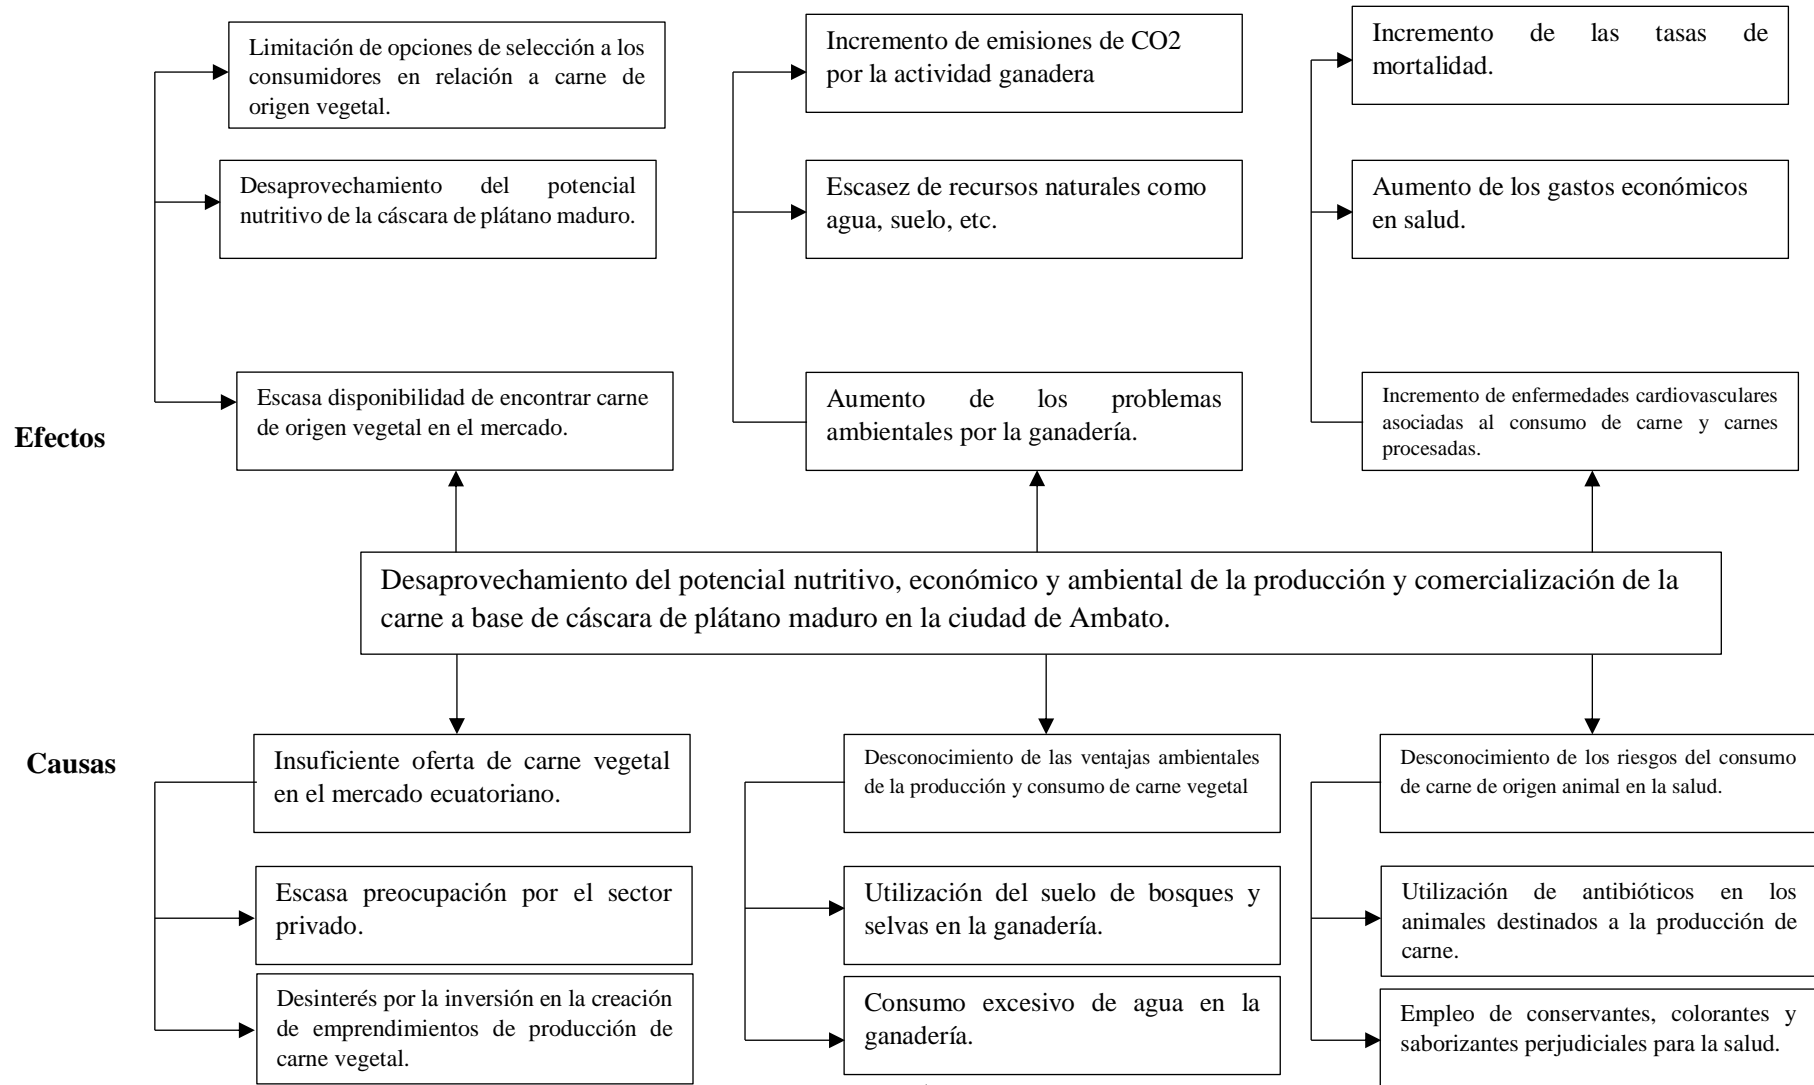 Limitación de opciones de selección a los
consumidores en relación a carne de
origen vegetal.
Incremento de emisiones de CO2
por la actividad ganadera
Incremento de las tasas de
mortalidad.
Desaprovechamiento del potencial
nutritivo de la cáscara de plátano maduro.
Escasez de recursos naturales como
agua, suelo, etc.
Aumento de los gastos económicos
en salud.
Efectos
Escasa disponibilidad de encontrar carne
de origen vegetal en el mercado.
Aumento de los problemas
ambientales por la ganadería.
Incremento de enfermedades cardiovasculares
asociadas al consumo de carne y carnes
procesadas.
Desaprovechamiento del potencial nutritivo, económico y ambiental de la producción y comercialización de la
carne a base de cáscara de plátano maduro en la ciudad de Ambato.
Causas
Insuficiente oferta de carne vegetal
en el mercado ecuatoriano.
Desconocimiento de las ventajas ambientales
de la producción y consumo de carne vegetal
Desconocimiento de los riesgos del consumo
de carne de origen animal en la salud.
Escasa preocupación por el sector
privado.
Utilización del suelo de bosques y
selvas en la ganadería.
Utilización de antibióticos en los
animales destinados a la producción de
carne.
Desinterés por la inversión en la creación
de emprendimientos de producción de
carne vegetal.
Consumo excesivo de agua en la
ganadería.
Empleo de conservantes, colorantes y
saborizantes perjudiciales para la salud.